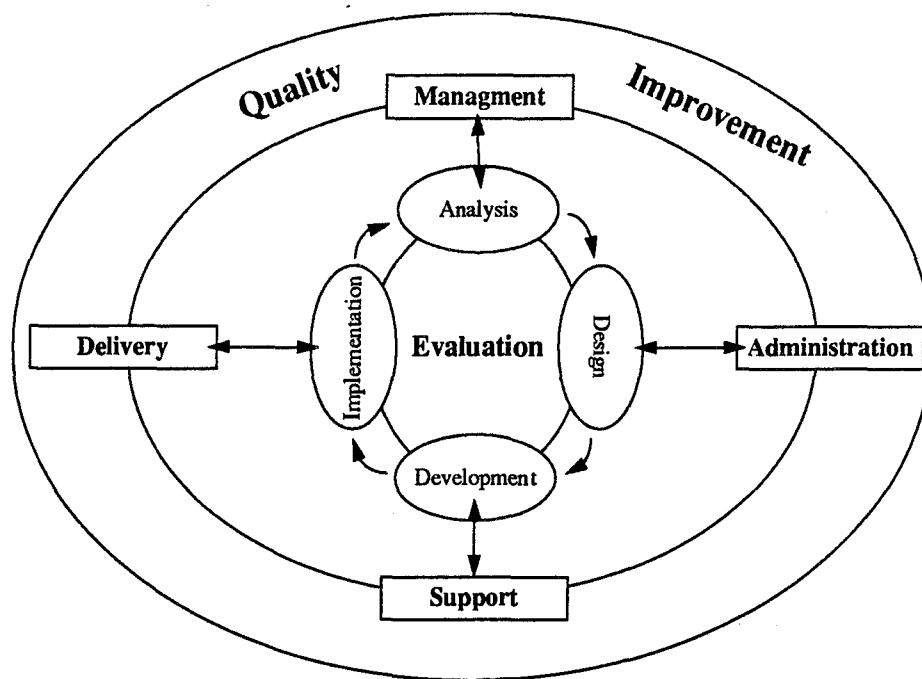 Quality
Improvement
Managment
Analysis
Implementation
Design
Delivery
Evaluation
Administration
Development
Support